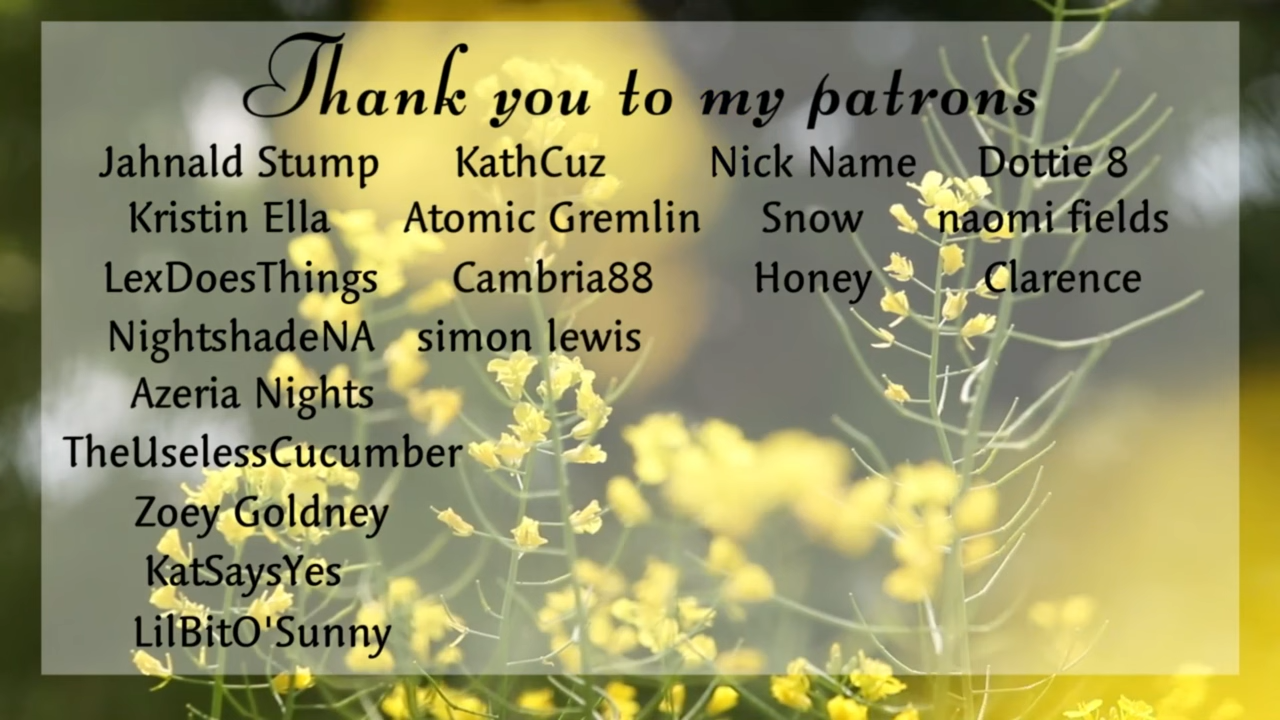 Thank you to my patrons
Jahnald Stump KathCuz Nick Name Dottie 8
Kristin Ella Atomic Gremlin Snow naomi fields
LexDoesThings Cambria88 Honey Clarence
NightshadeNA simon lewis
Azeria Nights
TheUselessCucumber
Zoey Goldney
KatSaysYes
LilBitO'Sunny